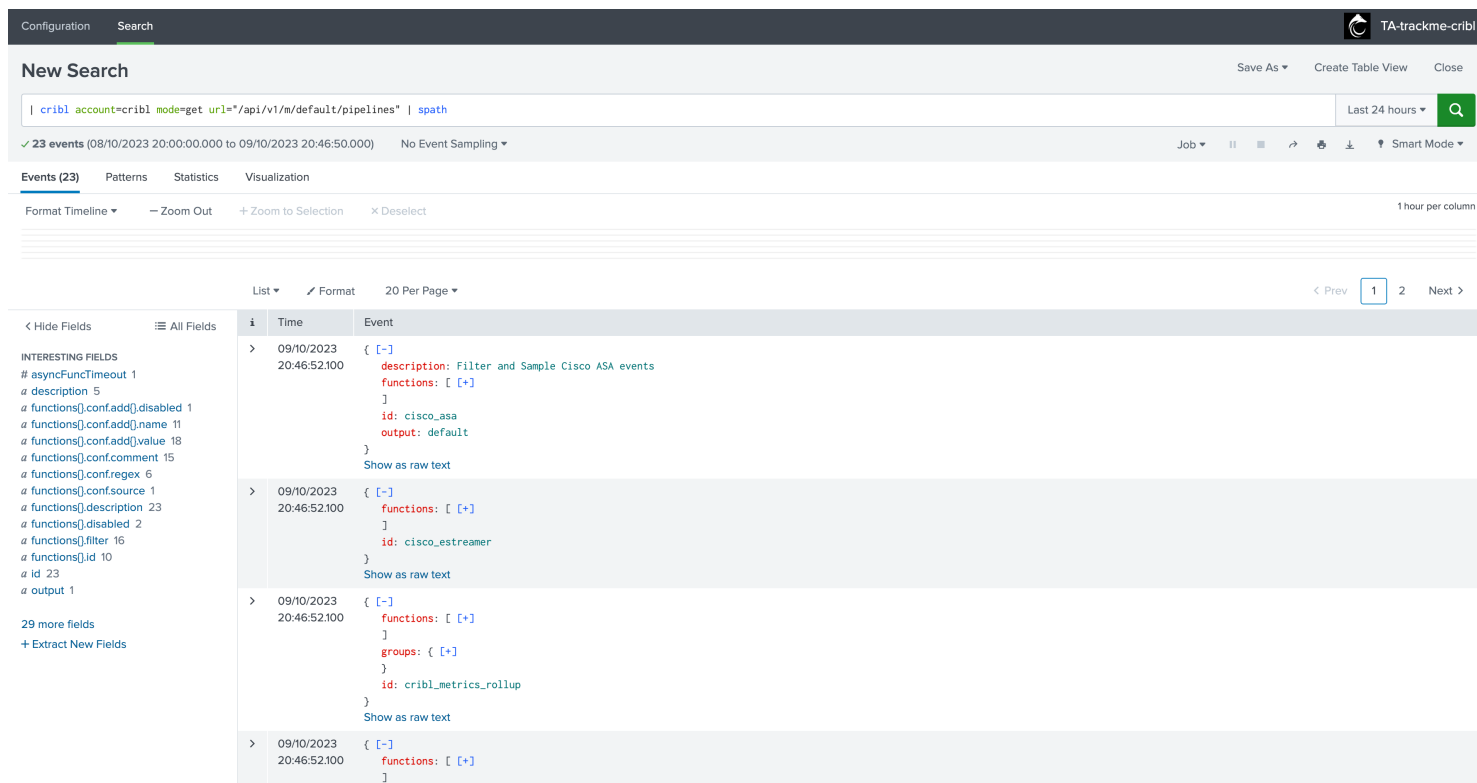 Configuration Search TA-trackme-cribl
New Search Save As Create Table View Close
| cribl account=cribl mode=get url="/api/v1/m/default/pipelines" | spath Last 24 hours
23 events (08/10/2023 20:00:00.000 to 09/10/2023 20:46:50.000) No Event Sampling Job Smart Mode
Events (23) Patterns Statistics Visualization
Format Timeline — Zoom Out + Zoom to Selection × Deselect 1 hour per column
List Format 20 Per Page < Prev 1 2 Next >
< Hide Fields All Fields
INTERESTING FIELDS
# asyncFuncTimeout 1
a description 5
a functions{}.conf.add{}.disabled 1
a functions{}.conf.add{}.name 11
a functions{}.conf.add{}.value 18
a functions{}.conf.comment 15
a functions{}.conf.regex 6
a functions{}.conf.source 1
a functions{}.description 23
a functions{}.disabled 2
a functions{}.filter 16
a functions{}.id 10
a id 23
a output 1
29 more fields
+ Extract New Fields
i Time Event
> 09/10/2023 { [-]
20:46:52.100 description: Filter and Sample Cisco ASA events
functions: [ [+]
]
id: cisco_asa
output: default
}
Show as raw text
> 09/10/2023 { [-]
20:46:52.100 functions: [ [+]
]
id: cisco_estreamer
}
Show as raw text
> 09/10/2023 { [-]
20:46:52.100 functions: [ [+]
]
groups: { [+]
}
id: cribl_metrics_rollup
}
Show as raw text
> 09/10/2023 { [-]
20:46:52.100 functions: [ [+]
]